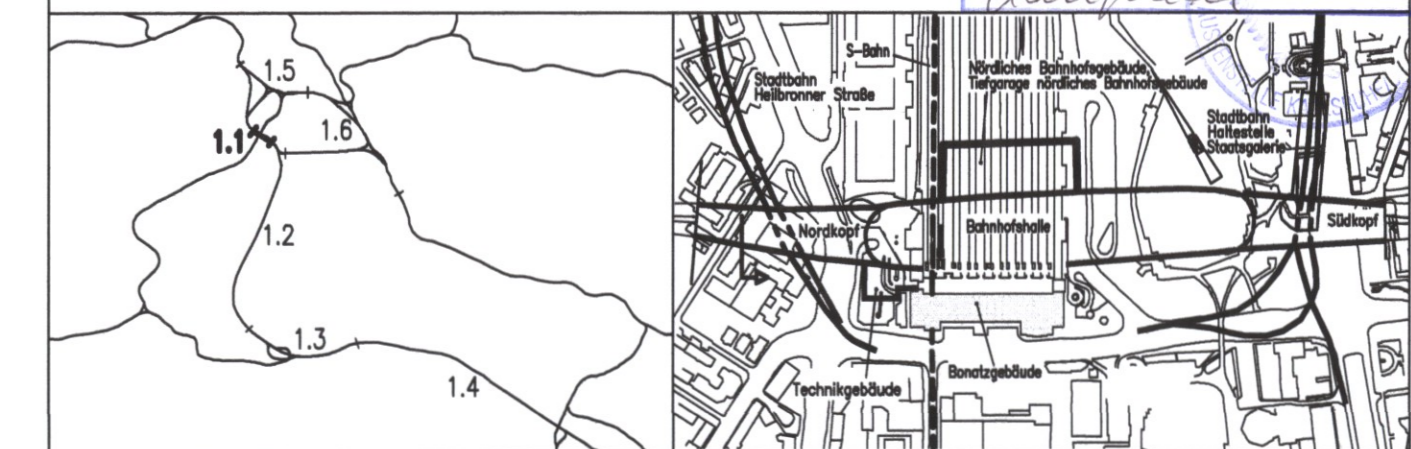 1.5
1.6
1.1
1.2
1.3
1.4
S-Bahn
Stadtbahn
Heilbronner Straße
Nördliches Bahnhofsgebäude,
Tiefgarage nördliches Bahnhofsgebäude
Stadtbahn
Haltestelle
Staatsgalerie
Nordkopf
Bahnhofshalle
Südkopf
Technikgebäude
Bonatzgebäude